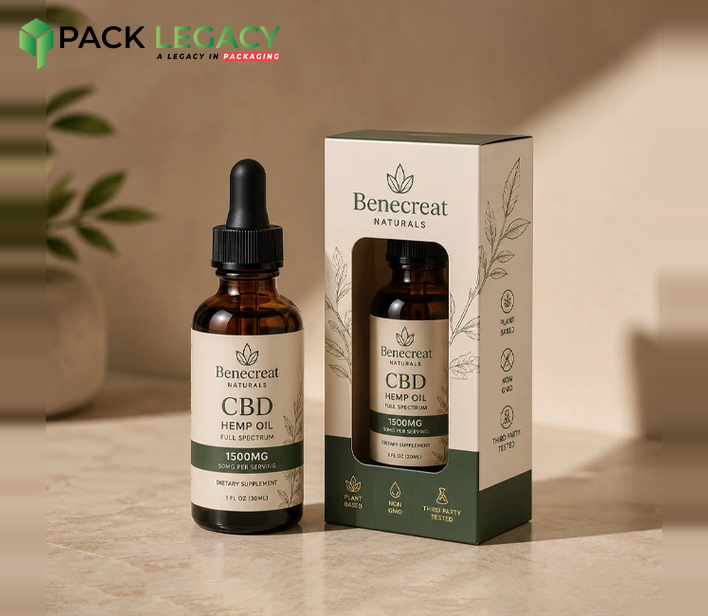 PACK LEGACY
A LEGACY IN PACKAGING
Benecreat
NATURALS
CBD
HEMP OIL
FULL SPECTRUM
1500MG
50MG PER SERVING
DIETARY SUPPLEMENT
1 FL OZ (30ML)
Benecreat
NATURALS
Benecreat
NATURALS
CBD
HEMP OIL
FULL SPECTRUM
1500MG
50MG PER SERVING
DIETARY SUPPLEMENT
1 FL OZ (30ML)
PLANT
BASED
NON
GMO
THIRD PARTY
TESTED
PLANT
BASED
NON
GMO
THIRD PARTY
TESTED